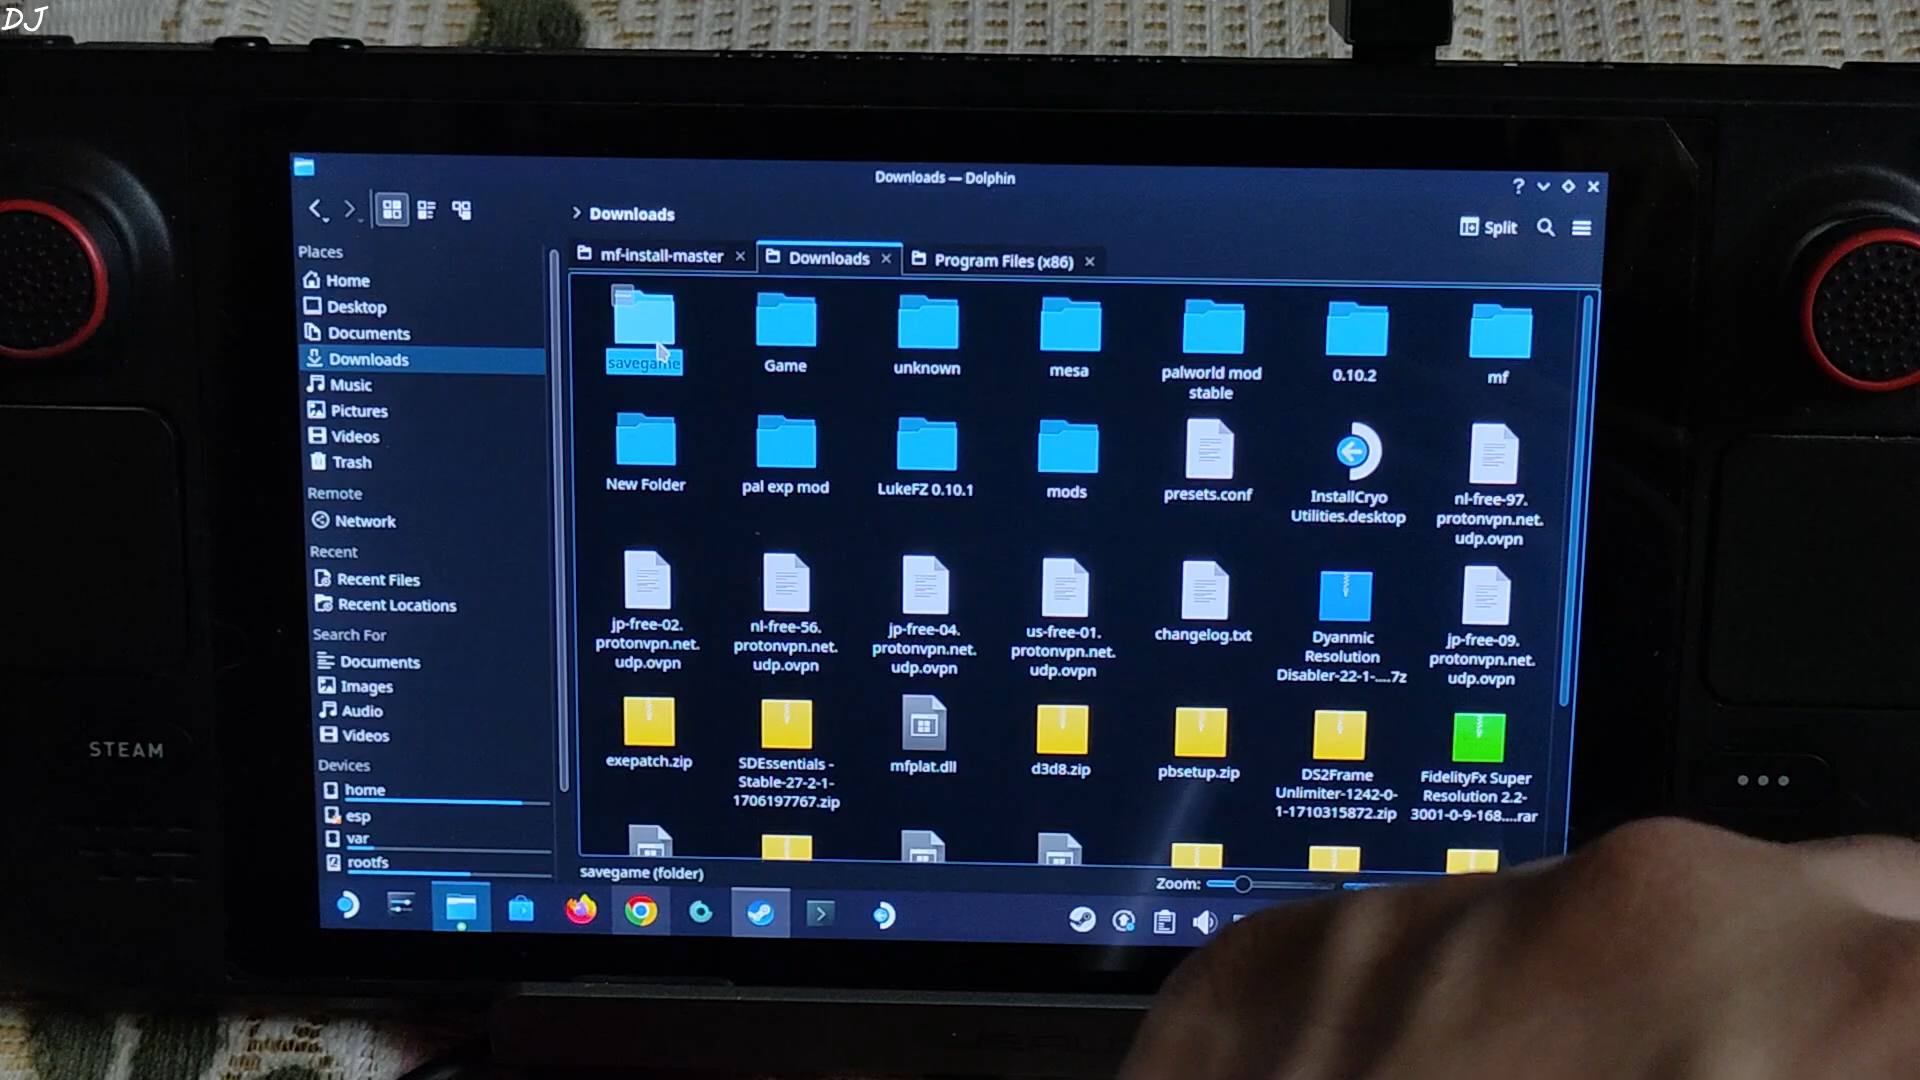 DJ
Downloads — Dolphin
Downloads
Split
mf-install-master
Downloads
Program Files (x86)
Places
Home
Desktop
Documents
Downloads
Music
Pictures
Videos
Trash
Remote
Network
Recent
Recent Files
Recent Locations
Search For
Documents
Images
Audio
Videos
Devices
home
esp
var
rootfs
savegame
Game
unknown
mesa
palworld mod
stable
0.10.2
mf
New Folder
pal exp mod
LukeFZ 0.10.1
mods
presets.conf
InstallCryo
Utilities.desktop
nl-free-97.
protonvpn.net.
udp.ovpn
jp-free-02.
protonvpn.net.
udp.ovpn
nl-free-56.
protonvpn.net.
udp.ovpn
jp-free-04.
protonvpn.net.
udp.ovpn
us-free-01.
protonvpn.net.
udp.ovpn
changelog.txt
Dyanmic
Resolution
Disabler-22-1-....7z
jp-free-09.
protonvpn.net.
udp.ovpn
exepatch.zip
SDEssentials -
Stable-27-2-1-
1706197767.zip
mfplat.dll
d3d8.zip
pbsetup.zip
DS2Frame
Unlimiter-1242-0-
1-1710315872.zip
FidelityFx Super
Resolution 2.2-
3001-0-9-168....rar
savegame (folder)
Zoom:
STEAM